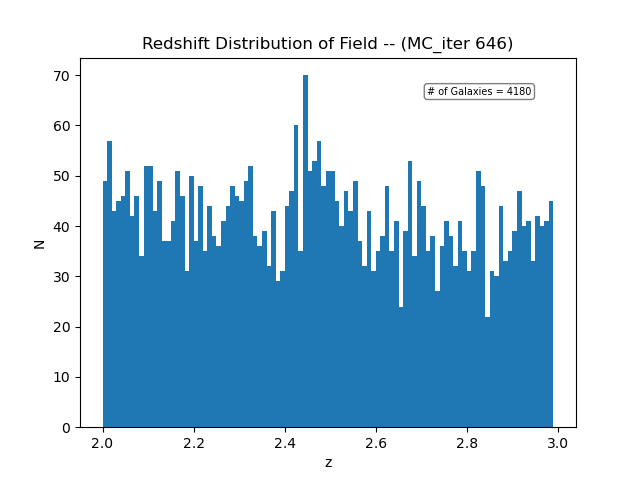 Redshift Distribution of Field -- (MC_iter 646)
# of Galaxies = 4180
70
60
50
40
30
20
10
0
N
2.0 2.2 2.4 2.6 2.8 3.0
z